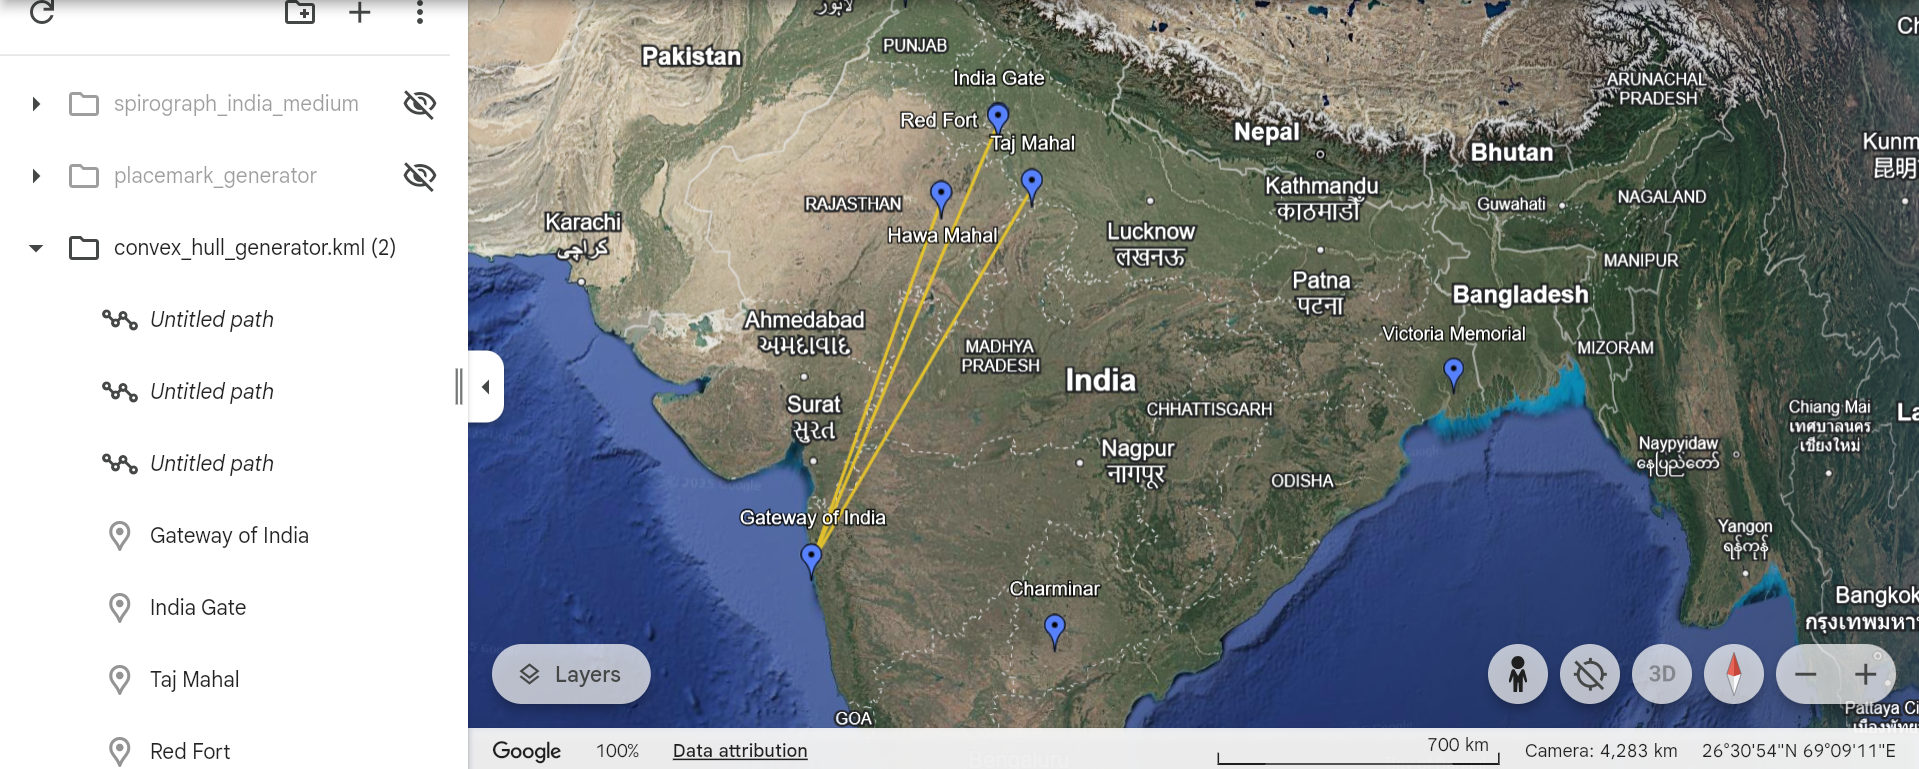 spirograph_india_medium
placemark_generator
convex_hull_generator.kml (2)
Untitled path
Untitled path
Untitled path
Gateway of India
India Gate
Taj Mahal
Red Fort
لاہور
PUNJAB
Pakistan
India Gate
ARUNACHAL
PRADESH
Red Fort
Taj Mahal
Nepal
Bhutan
Kunm
昆明
Kathmandu
काठमाडौँ
RAJASTHAN
NAGALAND
Guwahati
Karachi
کراچی
Hawa Mahal
Lucknow
लखनऊ
MANIPUR
Patna
पटना
Bangladesh
Ahmedabad
અમદાવાદ
Victoria Memorial
MADHYA
PRADESH
MIZORAM
India
Surat
સુરત
CHHATTISGARH
Chiang Mai
เทศบาลนคร
เชียงใหม่
La
Nagpur
नागपूर
Naypyidaw
နေပြည်တော်
ODISHA
Gateway of India
Yangon
ရန်ကုန်
Charminar
Bangkok
กรุงเทพมหา
Layers
3D
Pattaya Ci
GOA
Google
100%
Data attribution
700 km
Camera: 4,283 km
26°30'54"N 69°09'11"E